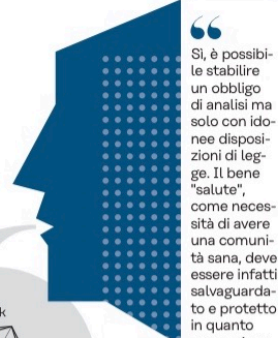 “
Sì, è possibi-
le stabilire
un obbligo
di analisi ma
solo con ido-
nee disposi-
zioni di leg-
ge. Il bene
"salute",
come neces-
sità di avere
una comuni-
tà sana, deve
essere infatti
salvaguarda-
to e protetto
in quanto
k